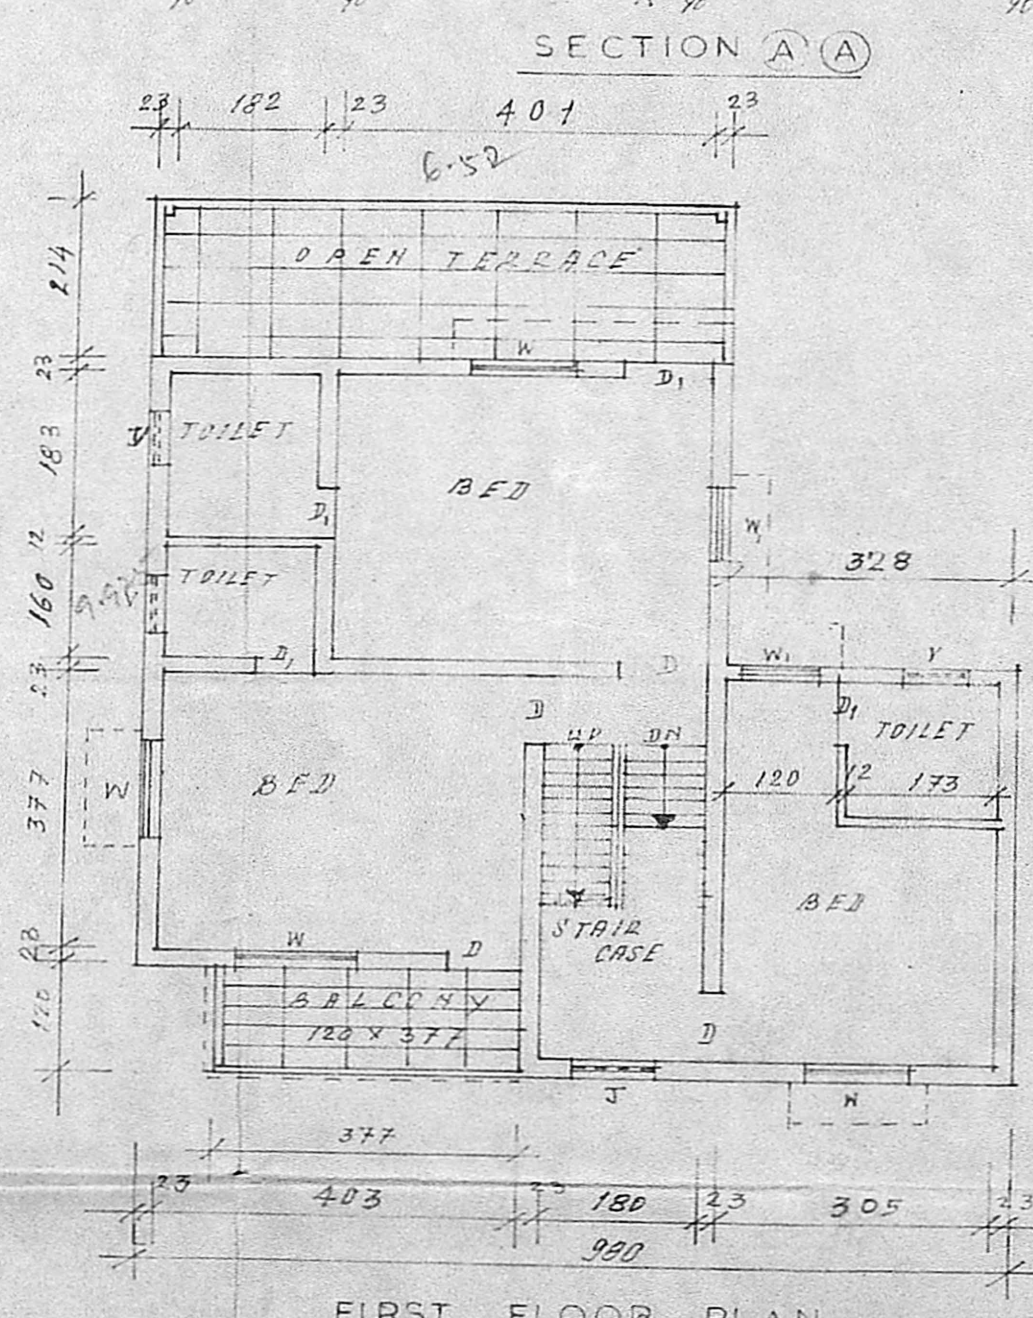 SECTION A A
23 182 23 401 23
6.52
214
OPEN TERRACE
W
23
D1
183
V
TOILET
BED
D1
W1
12
328
160
TOILET
D1
D
W1
V
23
D
D1
TOILET
UP DN
120 12 173
377
W
BED
BED
STAIR
CASE
23
W
D
BALCONY
120
120 X 377
D
J
W
377
23 403 23 180 23 305 23
980
FIRST FLOOR PLAN